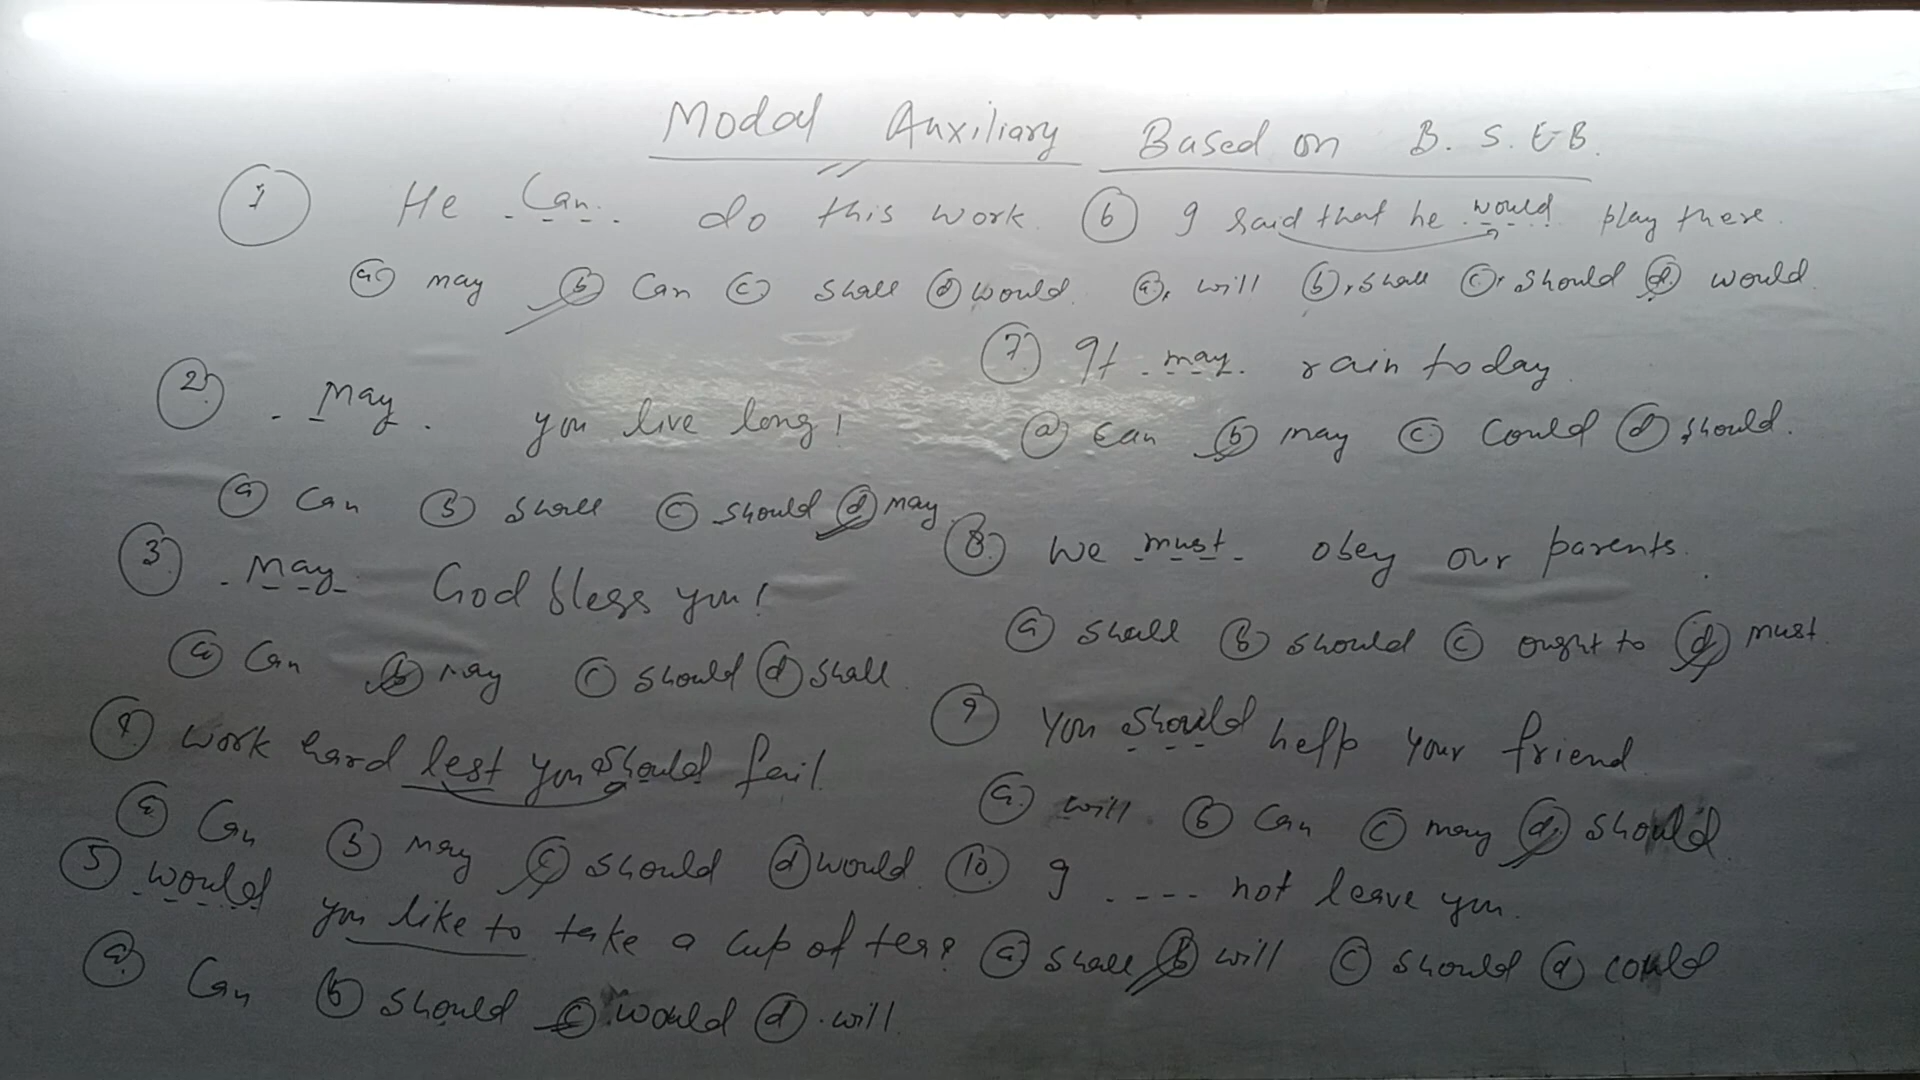 Modal Auxiliary Based on B. S. E B.
1 He Can do this work.
a may b Can c shall d would.
2 May you live long!
a Can b shall c should d may
3 May God bless you!
a Can b may c should d shall
4 work hard lest you should fail.
a Can b may c should d would.
5 would you like to take a cup of tea?
a Can b should c would d will
6 I said that he would play there.
a will b shall c should d would.
7 It may rain today.
a can b may c could d should.
8 We must obey our parents.
a shall b should c ought to d must.
9 You should help your friend
a will b can c may d should
10 I .---- not leave you.
a shall b will c should d could